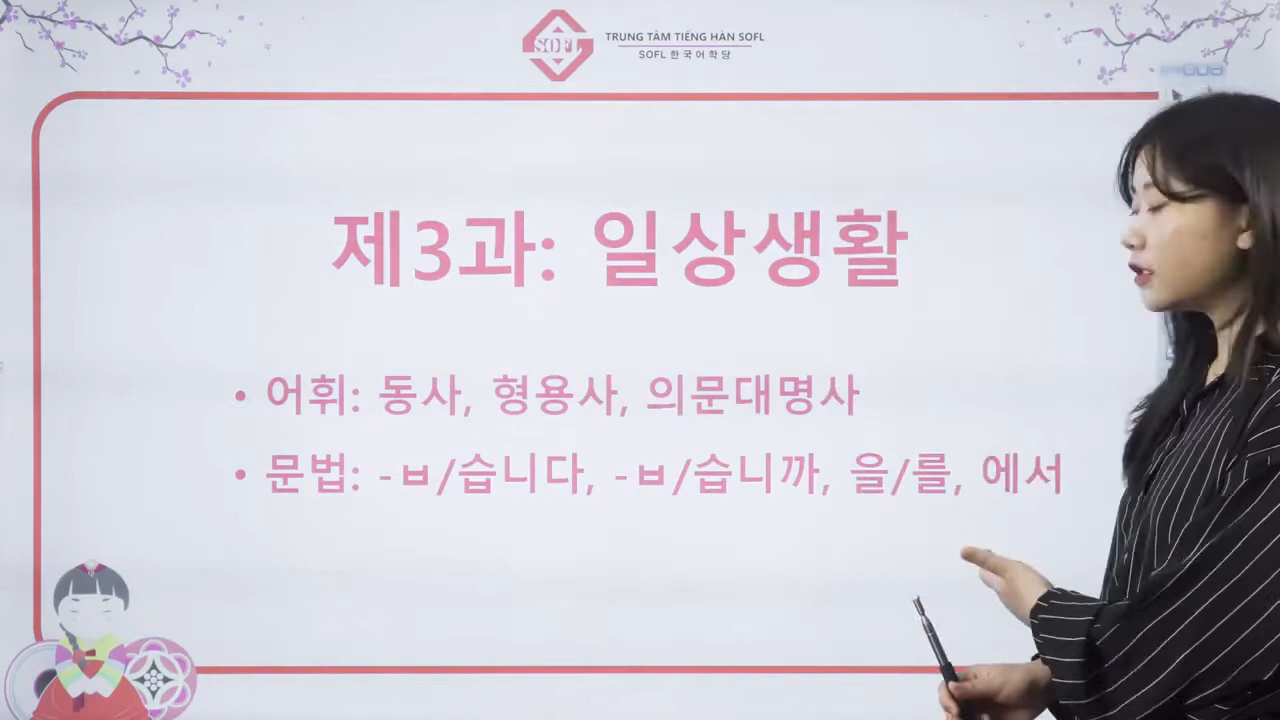 SOFL
TRUNG TÂM TIẾNG HÀN SOFL
SOFL 한국어학당
제3과: 일상생활
• 어휘: 동사, 형용사, 의문대명사
• 문법: -ㅂ/습니다, -ㅂ/습니까, 을/를, 에서